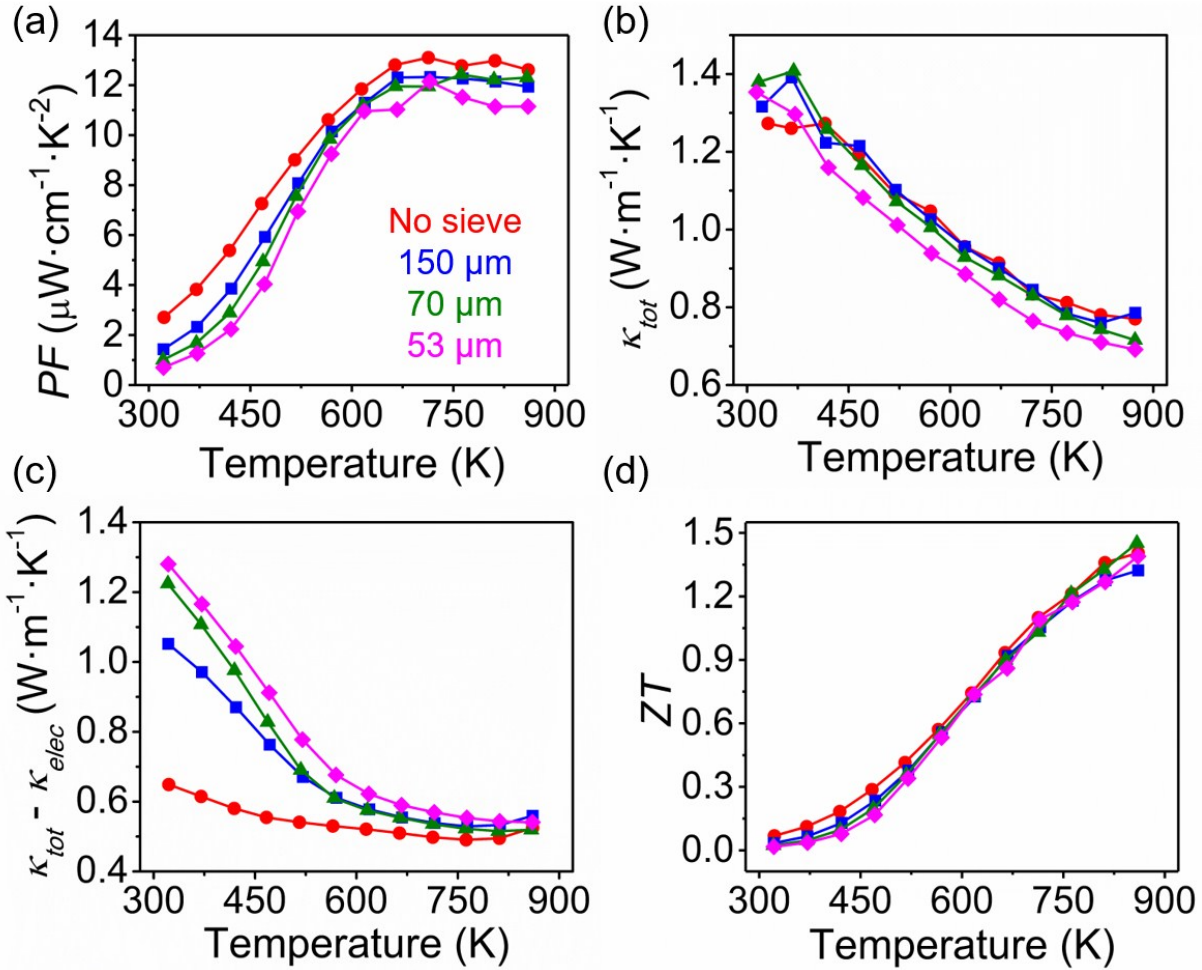 (a)
PF (μW·cm⁻¹·K⁻²)
14
12
10
8
6
4
2
0
No sieve
150 μm
70 μm
53 μm
300 450 600 750 900
Temperature (K)
(b)
κtot (W·m⁻¹·K⁻¹)
1.4
1.2
1.0
0.8
0.6
300 450 600 750 900
Temperature (K)
(c)
κtot - κelec (W·m⁻¹·K⁻¹)
1.4
1.2
1.0
0.8
0.6
0.4
300 450 600 750 900
Temperature (K)
(d)
ZT
1.5
1.2
0.9
0.6
0.3
0.0
300 450 600 750 900
Temperature (K)